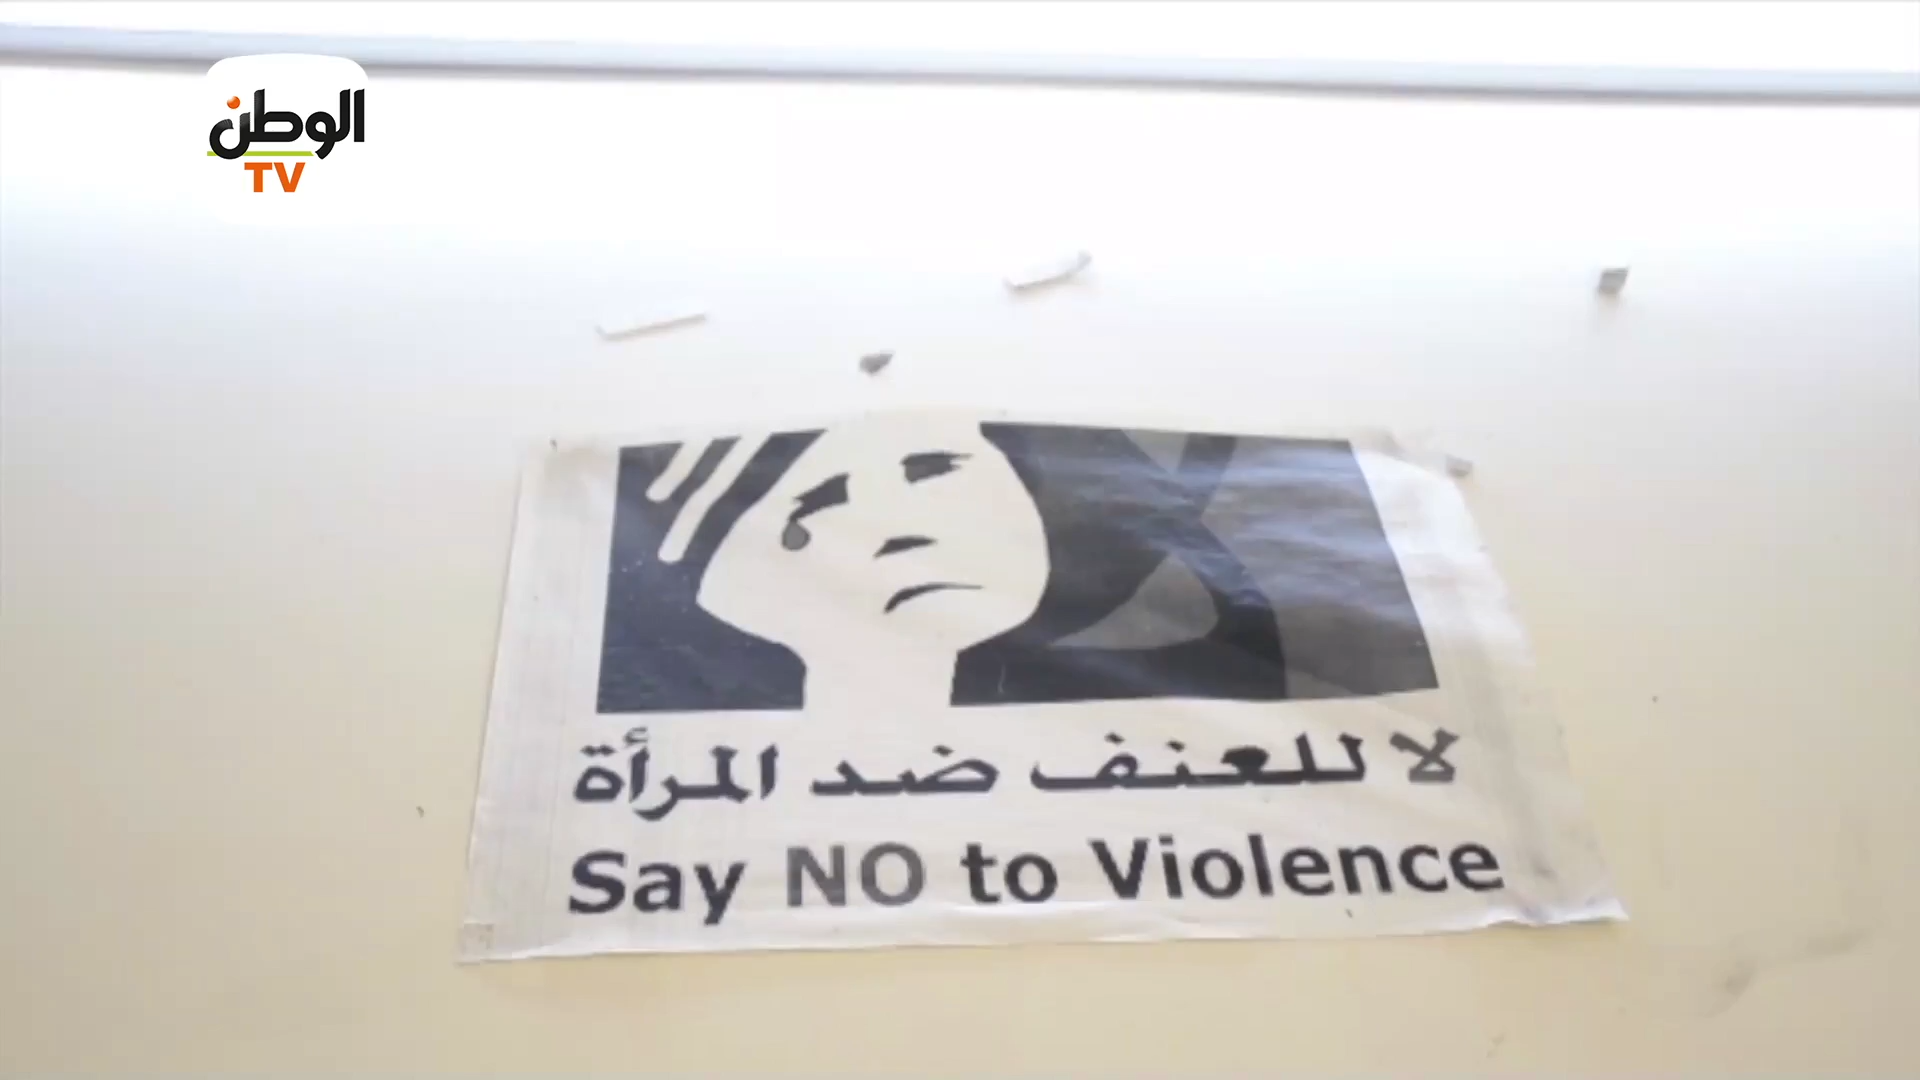 الوطن
TV
لا للعنف ضد المرأة
Say NO to Violence